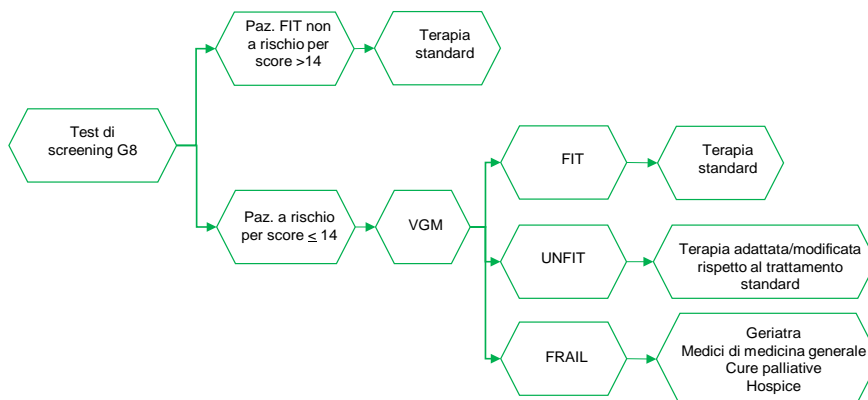 Paz. FIT non
a rischio per
score >14
Terapia
standard
Test di
screening G8
Paz. a rischio
per score ≤ 14
VGM
FIT
Terapia
standard
UNFIT
Terapia adattata/modificata
rispetto al trattamento
standard
FRAIL
Geriatra
Medici di medicina generale
Cure palliative
Hospice